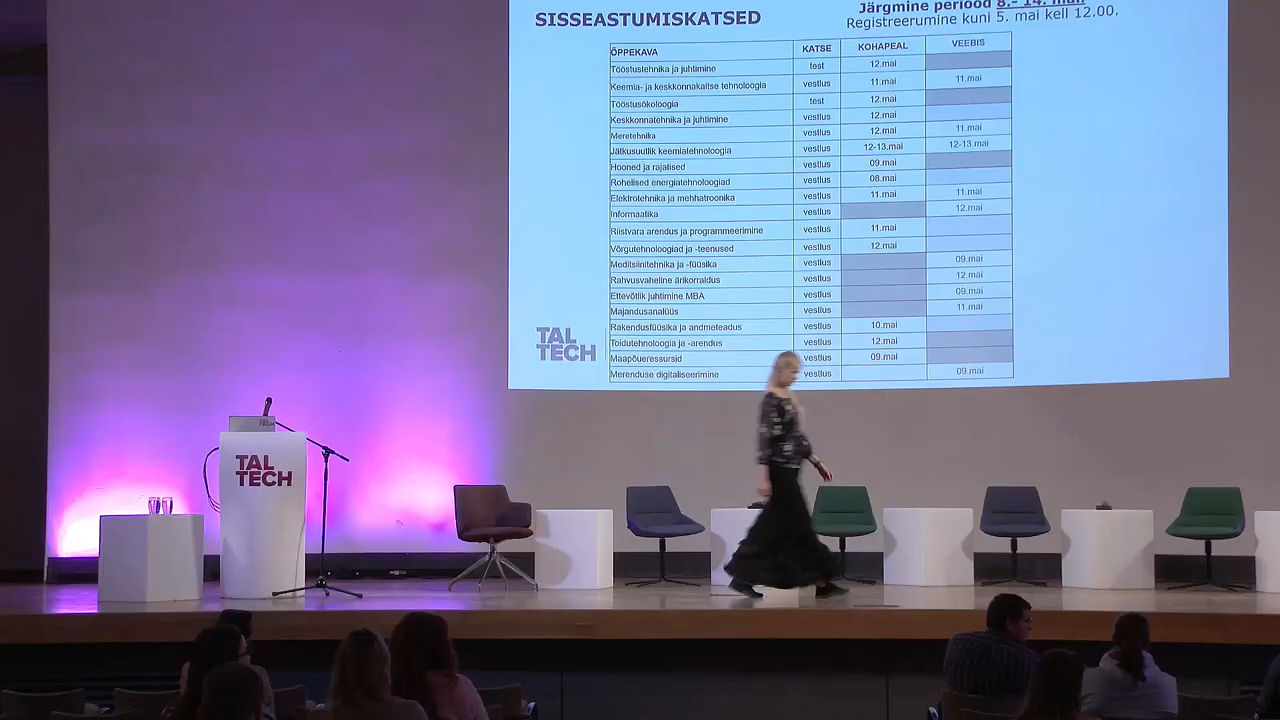 SISSEASTUMISKATSED
Järgmine periood 8.- 14. mai.
Registreerumine kuni 5. mai kell 12.00.
ÕPPEKAVA KATSE KOHAPEAL VEEBIS
Tööstustehnika ja juhtimine test 12.mai
Keemia- ja keskkonnakaitse tehnoloogia vestlus 11.mai 11.mai
Tööstusökoloogia test 12.mai
Keskkonnatehnika ja juhtimine vestlus 12.mai
Meretehnika vestlus 12.mai 11.mai
Jätkusuutlik keemiatehnoloogia vestlus 12-13.mai 12-13.mai
Hooned ja rajatised vestlus 09.mai
Rohelised energiatehnoloogiad vestlus 08.mai
Elektrotehnika ja mehhatroonika vestlus 11.mai 11.mai
Informaatika vestlus 12.mai
Riistvara arendus ja programmeerimine vestlus 11.mai
Võrgutehnoloogiad ja -teenused vestlus 12.mai
Meditsiinitehnika ja -füüsika vestlus 09.mai
Rahvusvaheline ärikorraldus vestlus 12.mai
Ettevõtlik juhtimine MBA vestlus 09.mai
Majandusanalüüs vestlus 11.mai
Rakendusfüüsika ja andmeteadus vestlus 10.mai
Toidutehnoloogia ja -arendus vestlus 12.mai
Maapõueressursid vestlus 09.mai
Merenduse digitaliseerimine vestlus 09.mai
TAL
TECH
TAL
TECH